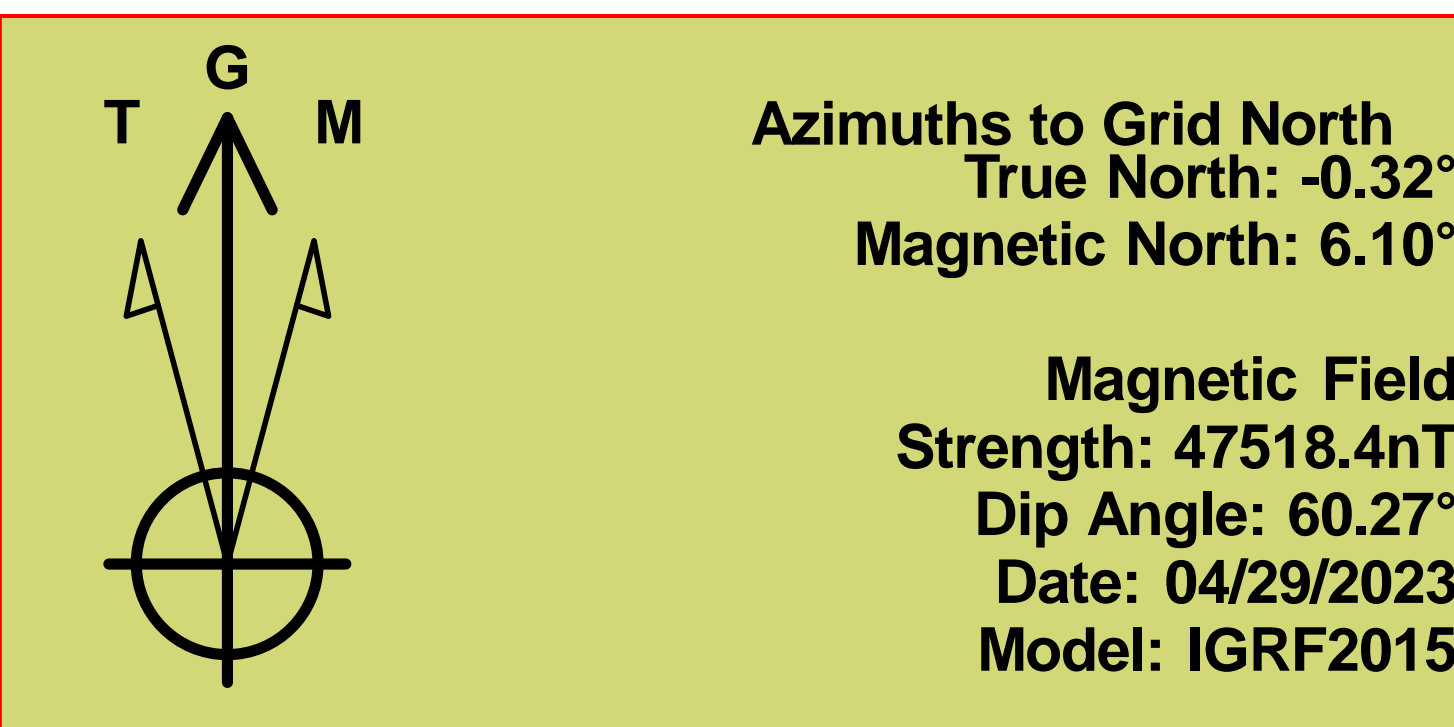 G
T M
Azimuths to Grid North
True North: -0.32°
Magnetic North: 6.10°
Magnetic Field
Strength: 47518.4nT
Dip Angle: 60.27°
Date: 04/29/2023
Model: IGRF2015